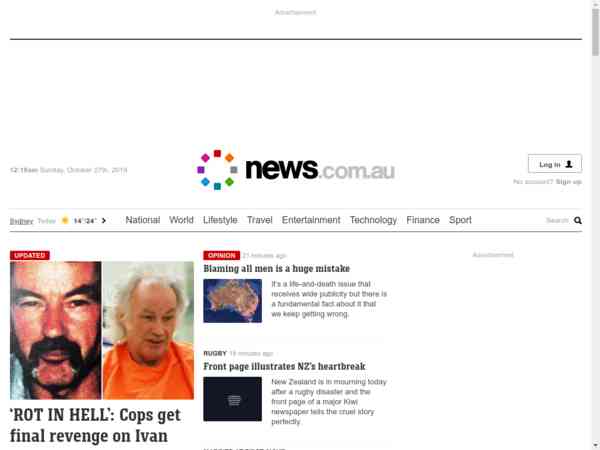 Advertisement
12:15am Sunday, October 27th, 2019
news.com.au
Log in
No account? Sign up
Sydney Today 14°/24° National World Lifestyle Travel Entertainment Technology Finance Sport Search
UPDATED
‘ROT IN HELL’: Cops get
final revenge on Ivan
OPINION 21 minutes ago
Blaming all men is a huge mistake
It's a life-and-death issue that
receives wide publicity but there is
a fundamental fact about it that
we keep getting wrong.
RUGBY 18 minutes ago
Front page illustrates NZ's heartbreak
New Zealand is in mourning today
after a rugby disaster and the
front page of a major Kiwi
newspaper tells the cruel story
perfectly.
Advertisement